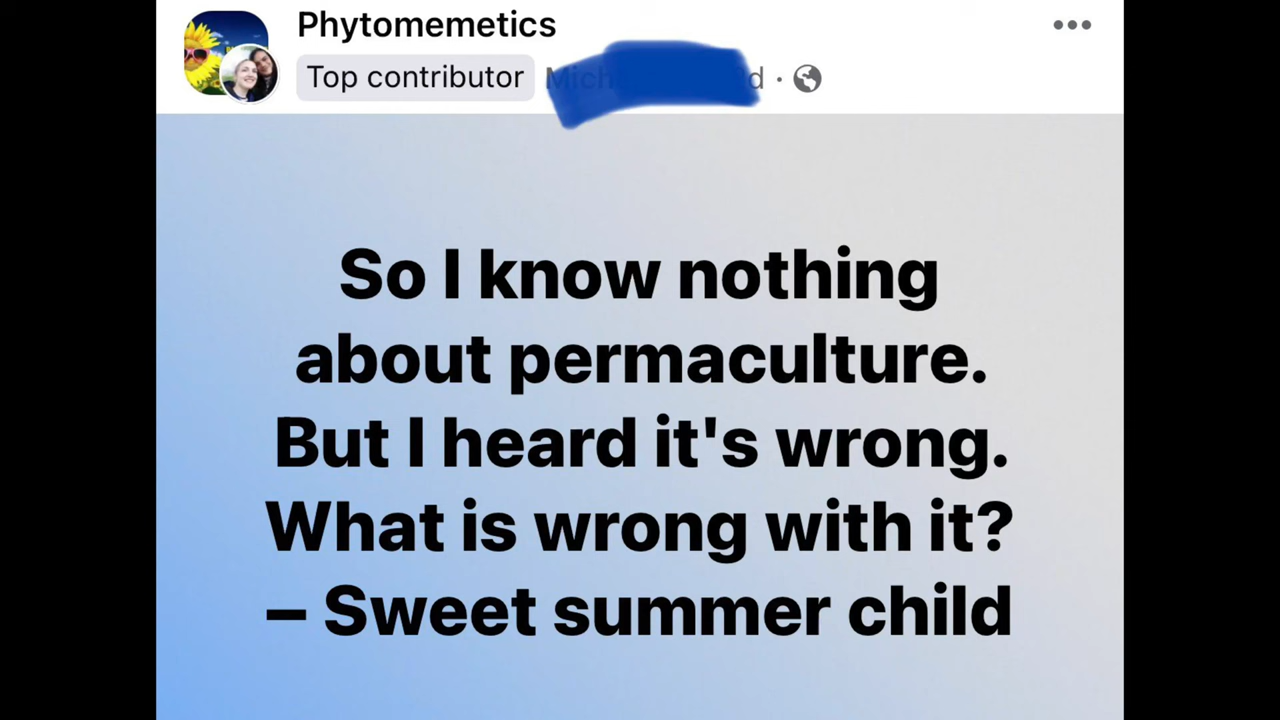 Phytomemetics
Top contributor
So I know nothing
about permaculture.
But I heard it's wrong.
What is wrong with it?
– Sweet summer child